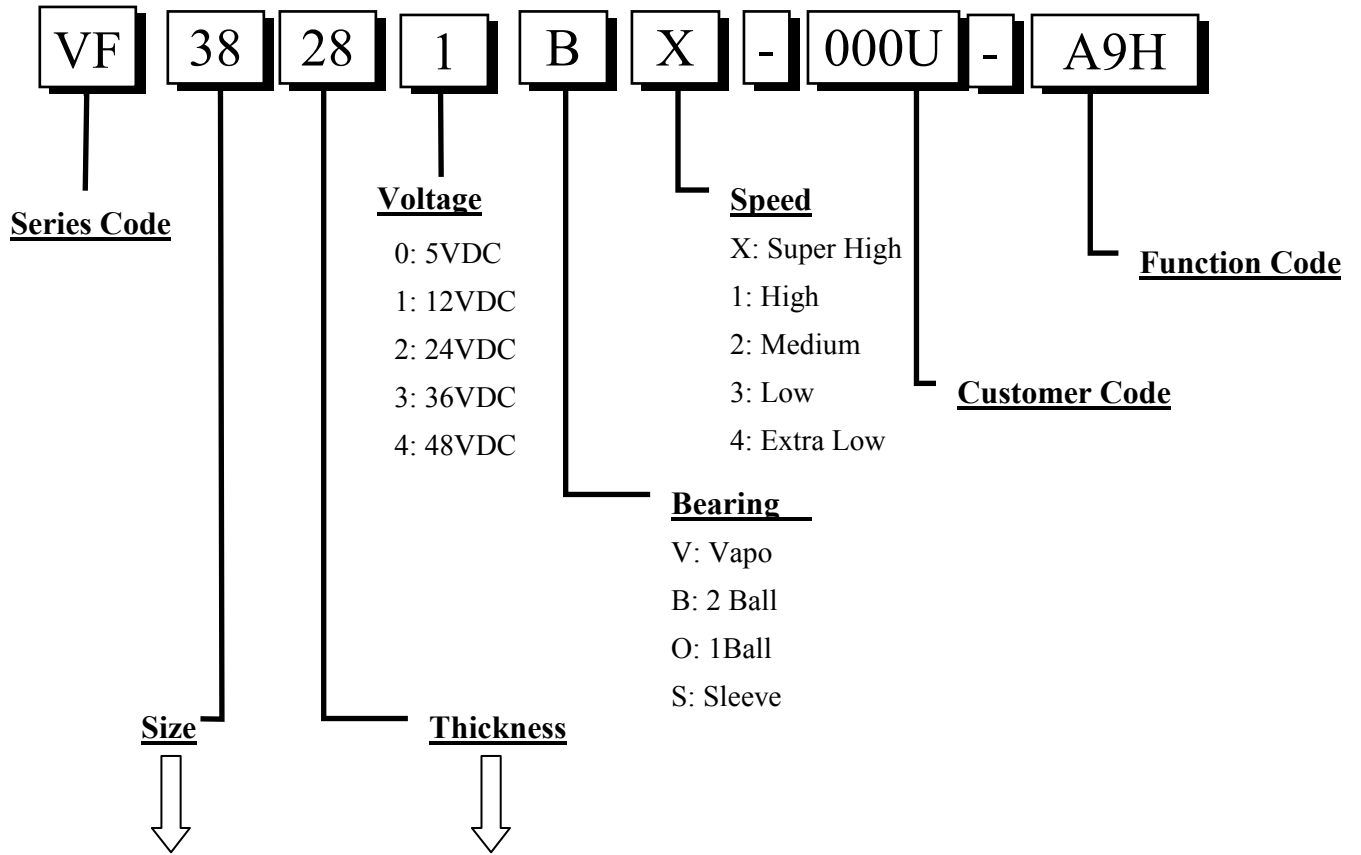 VF 38 28 1 B X - 000U - A9H
Series Code
Voltage
0: 5VDC
1: 12VDC
2: 24VDC
3: 36VDC
4: 48VDC
Speed
X: Super High
1: High
2: Medium
3: Low
4: Extra Low
Function Code
Customer Code
Bearing
V: Vapo
B: 2 Ball
O: 1Ball
S: Sleeve
Size
Thickness